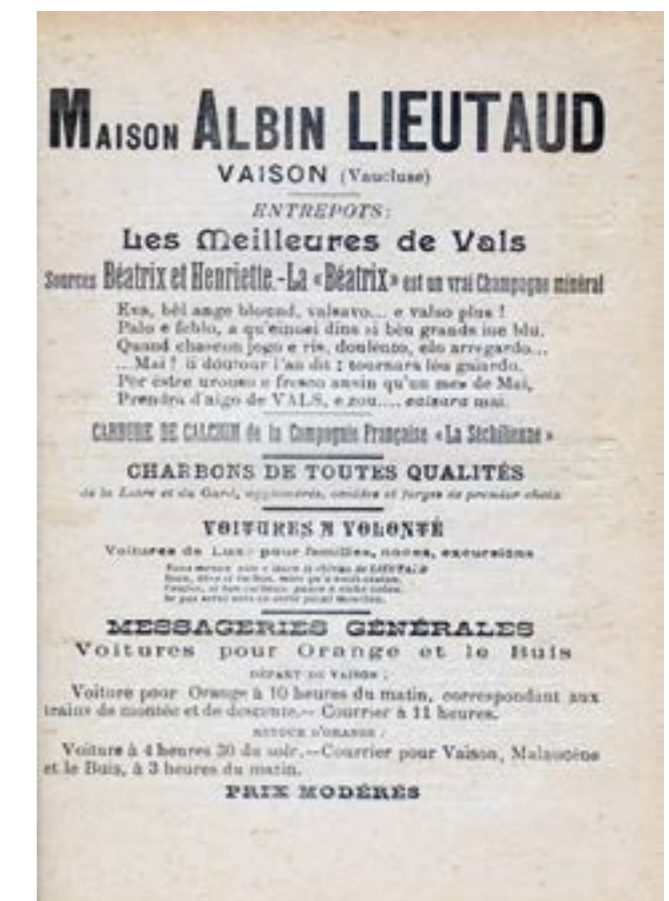 MAISON ALBIN LIEUTAUD
VAISON (Vaucluse)
ENTREPOTS:
Les Meilleures de Vals
Sources Béatrix et Henriette.-La «Béatrix» est un vrai Champagne minéral
Eva, bèl ange blound, valsavo... e valso plus !
Palo e feblo, a qu'einuei dins si bèu grands iue blu.
Quand chascun jogo e ris, doulènto, elo arregardo...
...Mai ! li doutour l'an dit : tournara lèu gaiardo.
Pèr èstre urouso e fresco ansin qu'un mes de Mai,
Prendra d'aigo de VALS, e zou.... valsara mai.
CARBURE DE CALCIUM de la Compagnie Française «La Séchilienne»
CHARBONS DE TOUTES QUALITÉS
de la Loire et du Gard, agglomérés, ovoïdes et forges de premier choix
VOITURES A VOLONTÉ
Voitures de Luxe pour familles, noces, excursions
LIEUTAUD
MESSAGERIES GÉNÉRALES
Voitures pour Orange et le Buis
DÉPART DE VAISON :
Voiture pour Orange à 10 heures du matin, correspondant aux
trains de montée et de descente.— Courrier à 11 heures.
RETOUR D'ORANGE :
Voiture à 4 heures 30 du soir.—Courrier pour Vaison, Malaucène
et le Buis, à 3 heures du matin.
PRIX MODÉRÉS